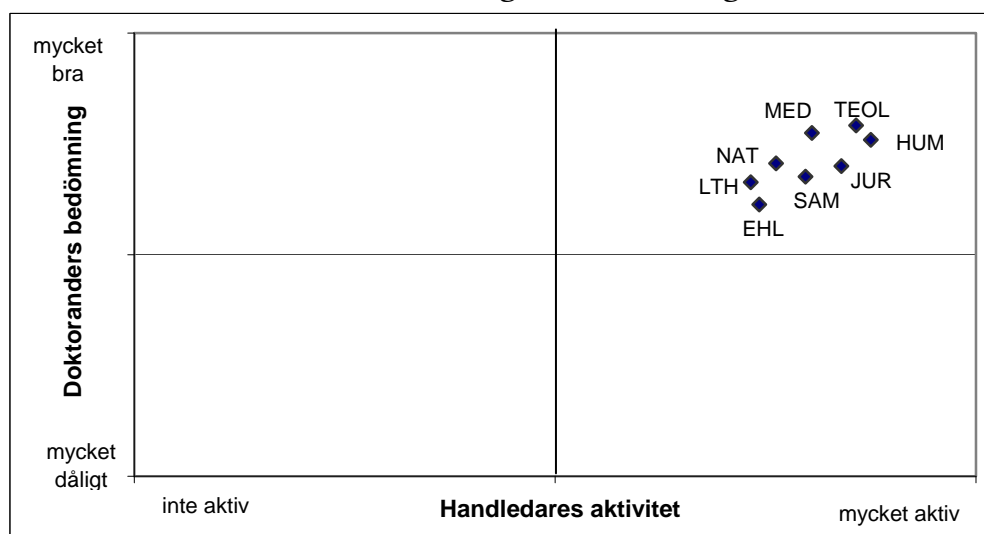 mycket
bra
Doktoranders bedömning
MED
TEOL
HUM
NAT
JUR
LTH
SAM
EHL
mycket
dåligt
inte aktiv
Handledares aktivitet
mycket aktiv